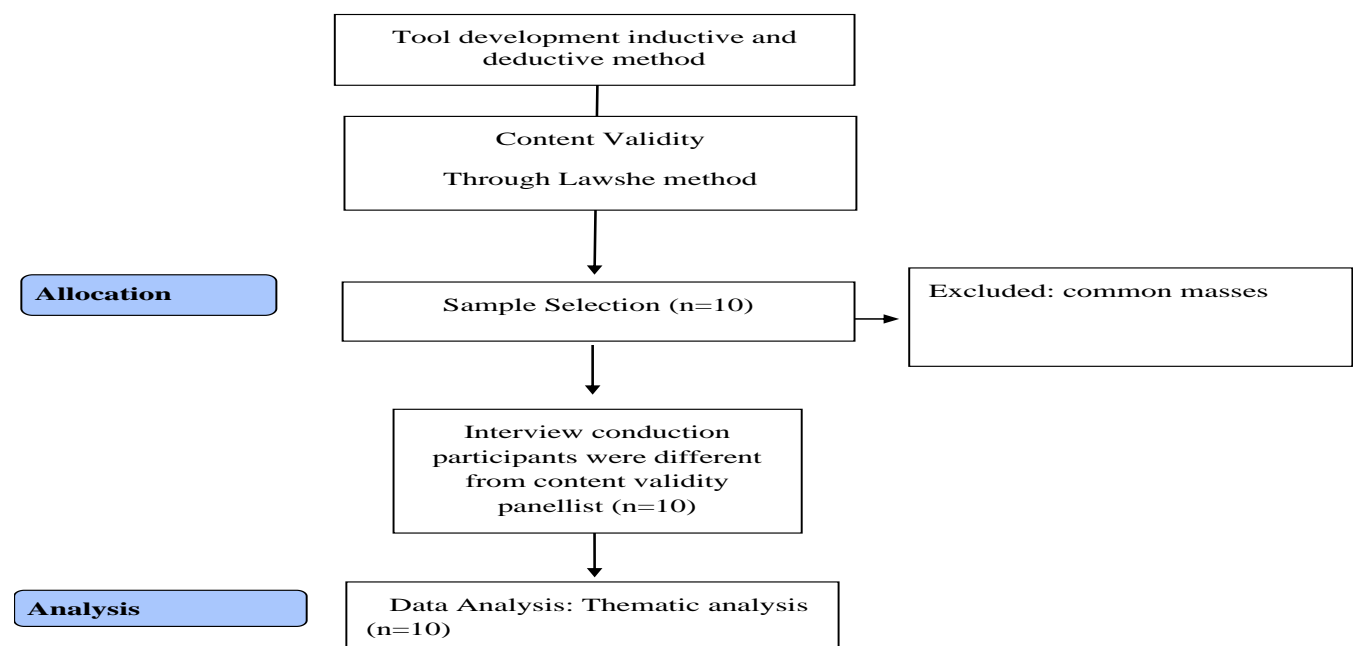 Tool development inductive and
deductive method
Content Validity
Through Lawshe method
Allocation
Sample Selection (n=10)
Excluded: common masses
Interview conduction
participants were different
from content validity
panellist (n=10)
Analysis
Data Analysis: Thematic analysis
(n=10)